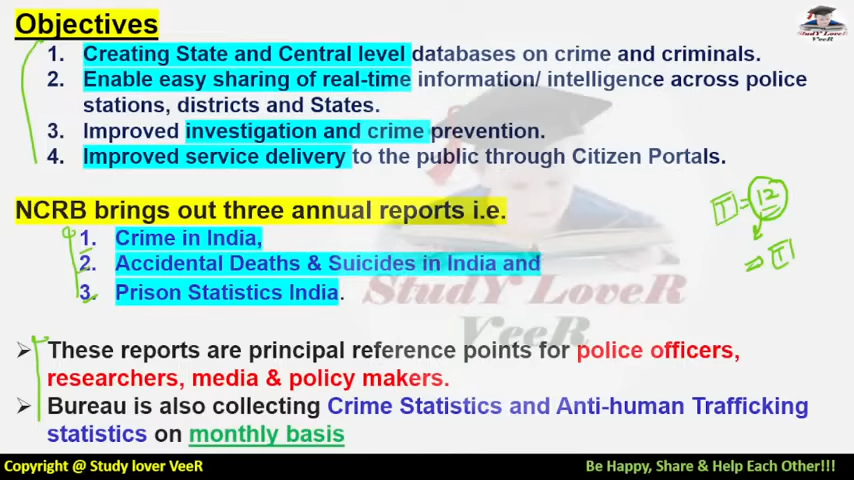 Objectives
StudY LoveR
VeeR
1. Creating State and Central level databases on crime and criminals.
2. Enable easy sharing of real-time information/ intelligence across police
stations, districts and States.
3. Improved investigation and crime prevention.
4. Improved service delivery to the public through Citizen Portals.
NCRB brings out three annual reports i.e.
T = 12
⇒ T
1. Crime in India,
2. Accidental Deaths & Suicides in India and
3. Prison Statistics India.
StudY LoveR
VeeR
➢ These reports are principal reference points for police officers,
researchers, media & policy makers.
➢ Bureau is also collecting Crime Statistics and Anti-human Trafficking
statistics on monthly basis
Copyright @ Study lover VeeR Be Happy, Share & Help Each Other!!!